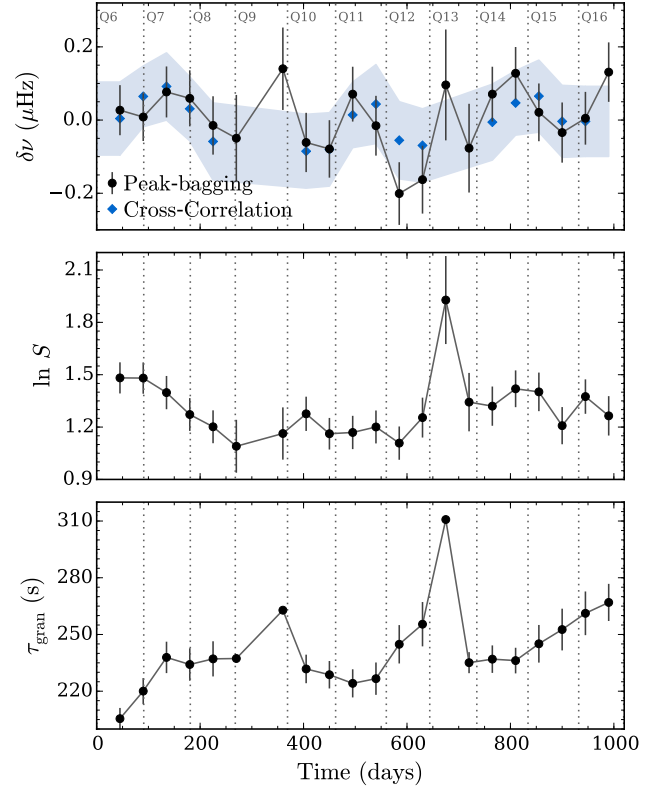 Q6 Q7 Q8 Q9 Q10 Q11 Q12 Q13 Q14 Q15 Q16
0.2
0.0
−0.2
δν (μHz)
Peak-bagging
Cross-Correlation
2.1
1.8
1.5
1.2
0.9
ln S
310
280
250
220
τgran (s)
0 200 400 600 800 1000
Time (days)